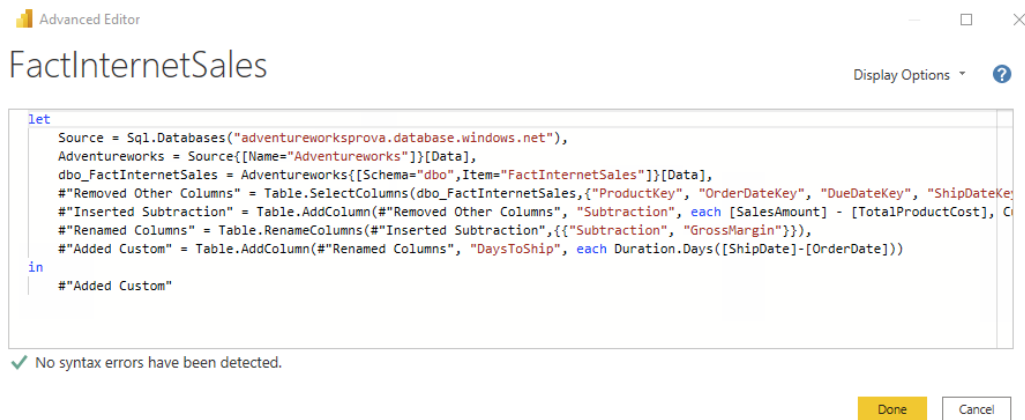 Advanced Editor
FactInternetSales
Display Options
let
Source = Sql.Databases("adventureworksprova.database.windows.net"),
Adventureworks = Source{[Name="Adventureworks"]}[Data],
dbo_FactInternetSales = Adventureworks{[Schema="dbo",Item="FactInternetSales"]}[Data],
#"Removed Other Columns" = Table.SelectColumns(dbo_FactInternetSales,{"ProductKey", "OrderDateKey", "DueDateKey", "ShipDateKey
#"Inserted Subtraction" = Table.AddColumn(#"Removed Other Columns", "Subtraction", each [SalesAmount] - [TotalProductCost],
#"Renamed Columns" = Table.RenameColumns(#"Inserted Subtraction",{{"Subtraction", "GrossMargin"}}),
#"Added Custom" = Table.AddColumn(#"Renamed Columns", "DaysToShip", each Duration.Days([ShipDate]-[OrderDate]))
in
#"Added Custom"
No syntax errors have been detected.
Done Cancel